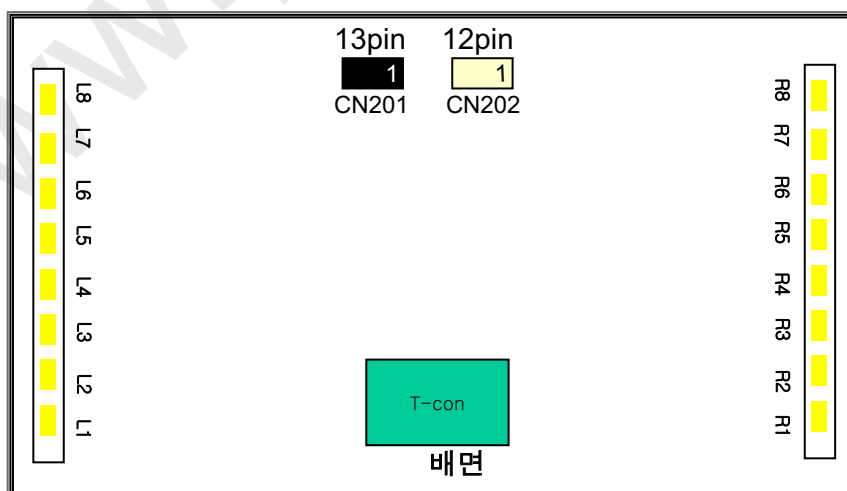 13pin 12pin
1 1
CN201 CN202
L8
L7
L6
L5
L4
L3
L2
L1
R8
R7
R6
R5
R4
R3
R2
R1
T-con
배면